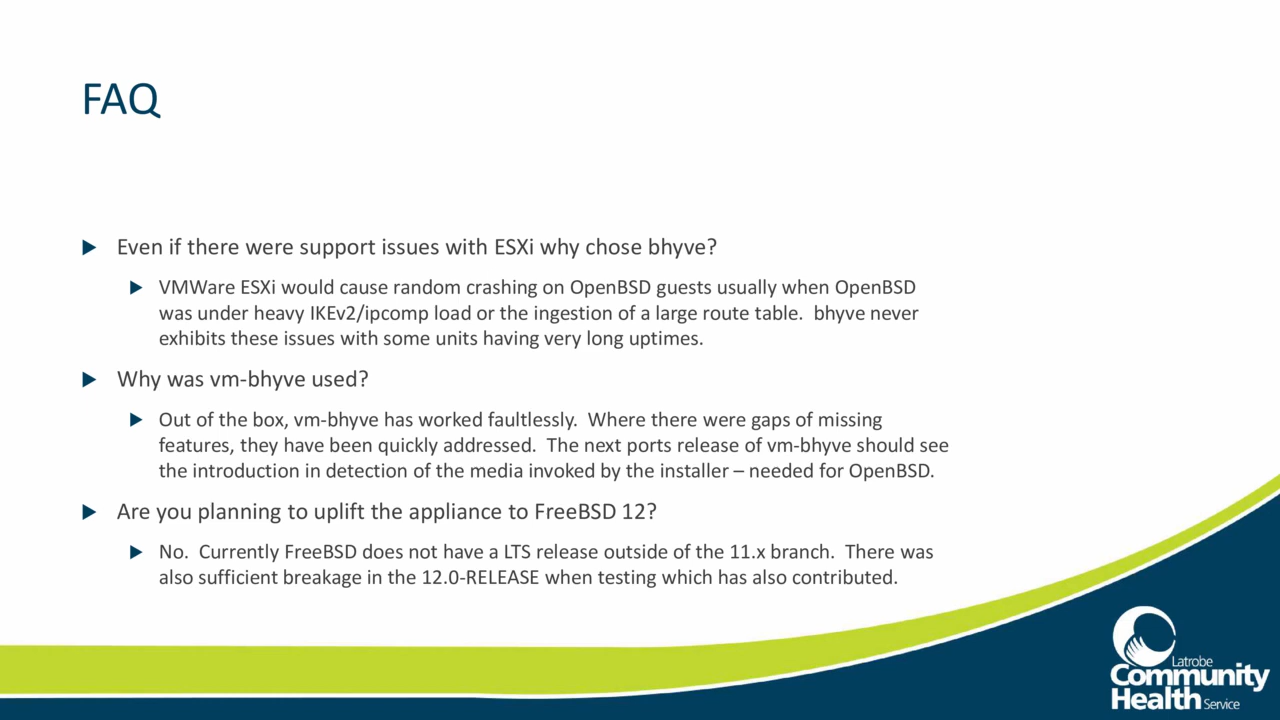 FAQ
Even if there were support issues with ESXi why chose bhyve?
VMWare ESXi would cause random crashing on OpenBSD guests usually when OpenBSD
was under heavy IKEv2/ipcomp load or the ingestion of a large route table.  bhyve never
exhibits these issues with some units having very long uptimes.
Why was vm-bhyve used?
Out of the box, vm-bhyve has worked faultlessly.  Where there were gaps of missing
features, they have been quickly addressed.  The next ports release of vm-bhyve should see
the introduction in detection of the media invoked by the installer – needed for OpenBSD.
Are you planning to uplift the appliance to FreeBSD 12?
No.  Currently FreeBSD does not have a LTS release outside of the 11.x branch.  There was
also sufficient breakage in the 12.0-RELEASE when testing which has also contributed.
Latrobe
Community
Health Service